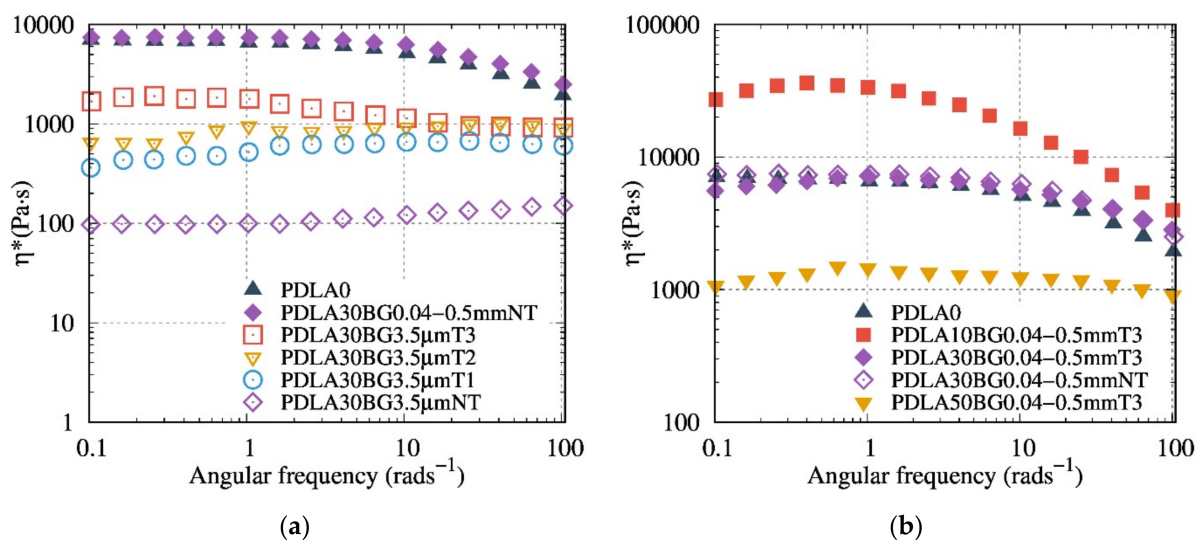 10000
1000
100
10
1
η*(Pa·s)
PDLA0
PDLA30BG0.04−0.5mmNT
PDLA30BG3.5μmT3
PDLA30BG3.5μmT2
PDLA30BG3.5μmT1
PDLA30BG3.5μmNT
0.1 1 10 100
Angular frequency (rads⁻¹)
(a)
100000
10000
1000
100
η*(Pa·s)
PDLA0
PDLA10BG0.04−0.5mmT3
PDLA30BG0.04−0.5mmT3
PDLA30BG0.04−0.5mmNT
PDLA50BG0.04−0.5mmT3
0.1 1 10 100
Angular frequency (rads⁻¹)
(b)